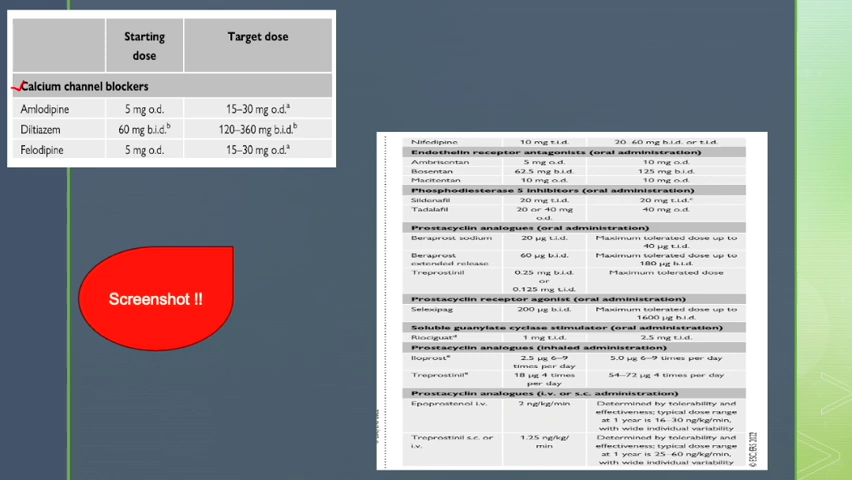 Starting dose Target dose
Calcium channel blockers
Amlodipine 5 mg o.d. 15–30 mg o.d.ᵃ
Diltiazem 60 mg b.i.d.ᵇ 120–360 mg b.i.d.ᵇ
Felodipine 5 mg o.d. 15–30 mg o.d.ᵃ
Screenshot !!
Nifedipine 10 mg t.i.d. 20–60 mg b.i.d. or t.i.d.
Endothelin receptor antagonists (oral administration)
Ambrisentan 5 mg o.d. 10 mg o.d.
Bosentan 62.5 mg b.i.d. 125 mg b.i.d.
Macitentan 10 mg o.d. 10 mg o.d.
Phosphodiesterase 5 inhibitors (oral administration)
Sildenafil 20 mg t.i.d. 20 mg t.i.d.ᶜ
Tadalafil 20 or 40 mg o.d. 40 mg o.d.
Prostacyclin analogues (oral administration)
Beraprost sodium 20 µg t.i.d. Maximum tolerated dose up to 40 µg t.i.d.
Beraprost extended release 60 µg b.i.d. Maximum tolerated dose up to 180 µg b.i.d.
Treprostinil 0.25 mg b.i.d. or 0.125 mg t.i.d. Maximum tolerated dose
Prostacyclin receptor agonist (oral administration)
Selexipag 200 µg b.i.d. Maximum tolerated dose up to 1600 µg b.i.d.
Soluble guanylate cyclase stimulator (oral administration)
Riociguatᵈ 1 mg t.i.d. 2.5 mg t.i.d.
Prostacyclin analogues (inhaled administration)
Iloprostᵉ 2.5 µg 6–9 times per day 5.0 µg 6–9 times per day
Treprostinilᵉ 18 µg 4 times per day 54–72 µg 4 times per day
Prostacyclin analogues (i.v. or s.c. administration)
Epoprostenol i.v. 2 ng/kg/min Determined by tolerability and effectiveness; typical dose range at 1 year is 16–30 ng/kg/min, with wide individual variability
Treprostinil s.c. or i.v. 1.25 ng/kg/min Determined by tolerability and effectiveness; typical dose range at 1 year is 25–60 ng/kg/min, with wide individual variability
© ESC/ERS 2022